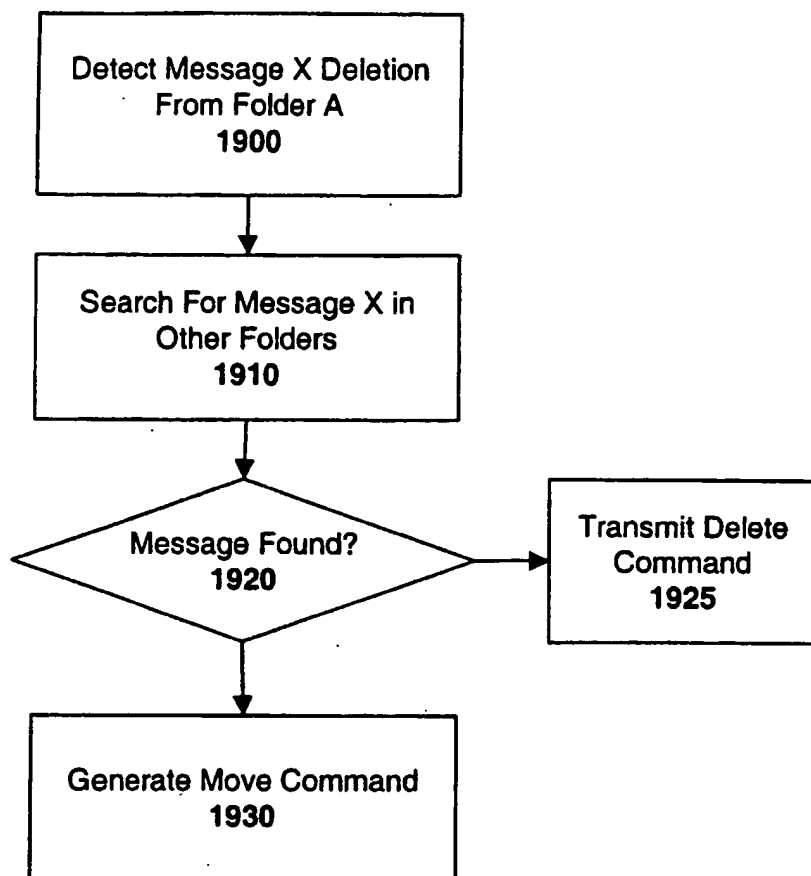 Detect Message X Deletion
From Folder A
1900
Search For Message X in
Other Folders
1910
Message Found?
1920
Transmit Delete
Command
1925
Generate Move Command
1930